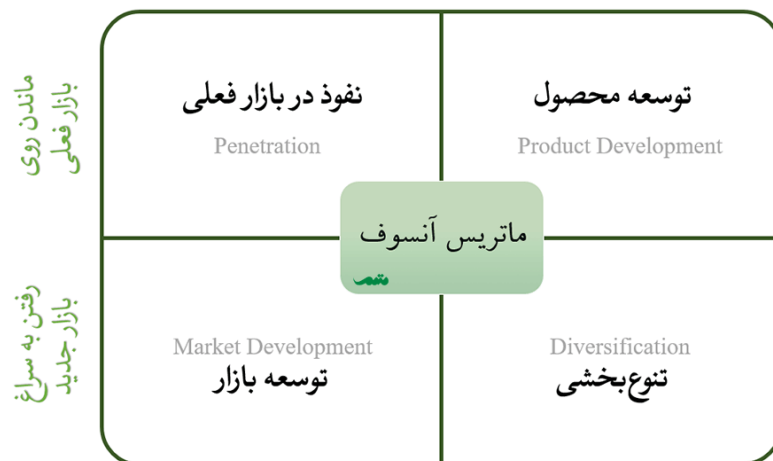 ماندن روی
بازار فعلی
نفوذ در بازار فعلی
Penetration
توسعه محصول
Product Development
ماتریس آنسوف
متمم
رفتن به سراغ
بازار جدید
Market Development
توسعه بازار
Diversification
تنوع‌بخشی